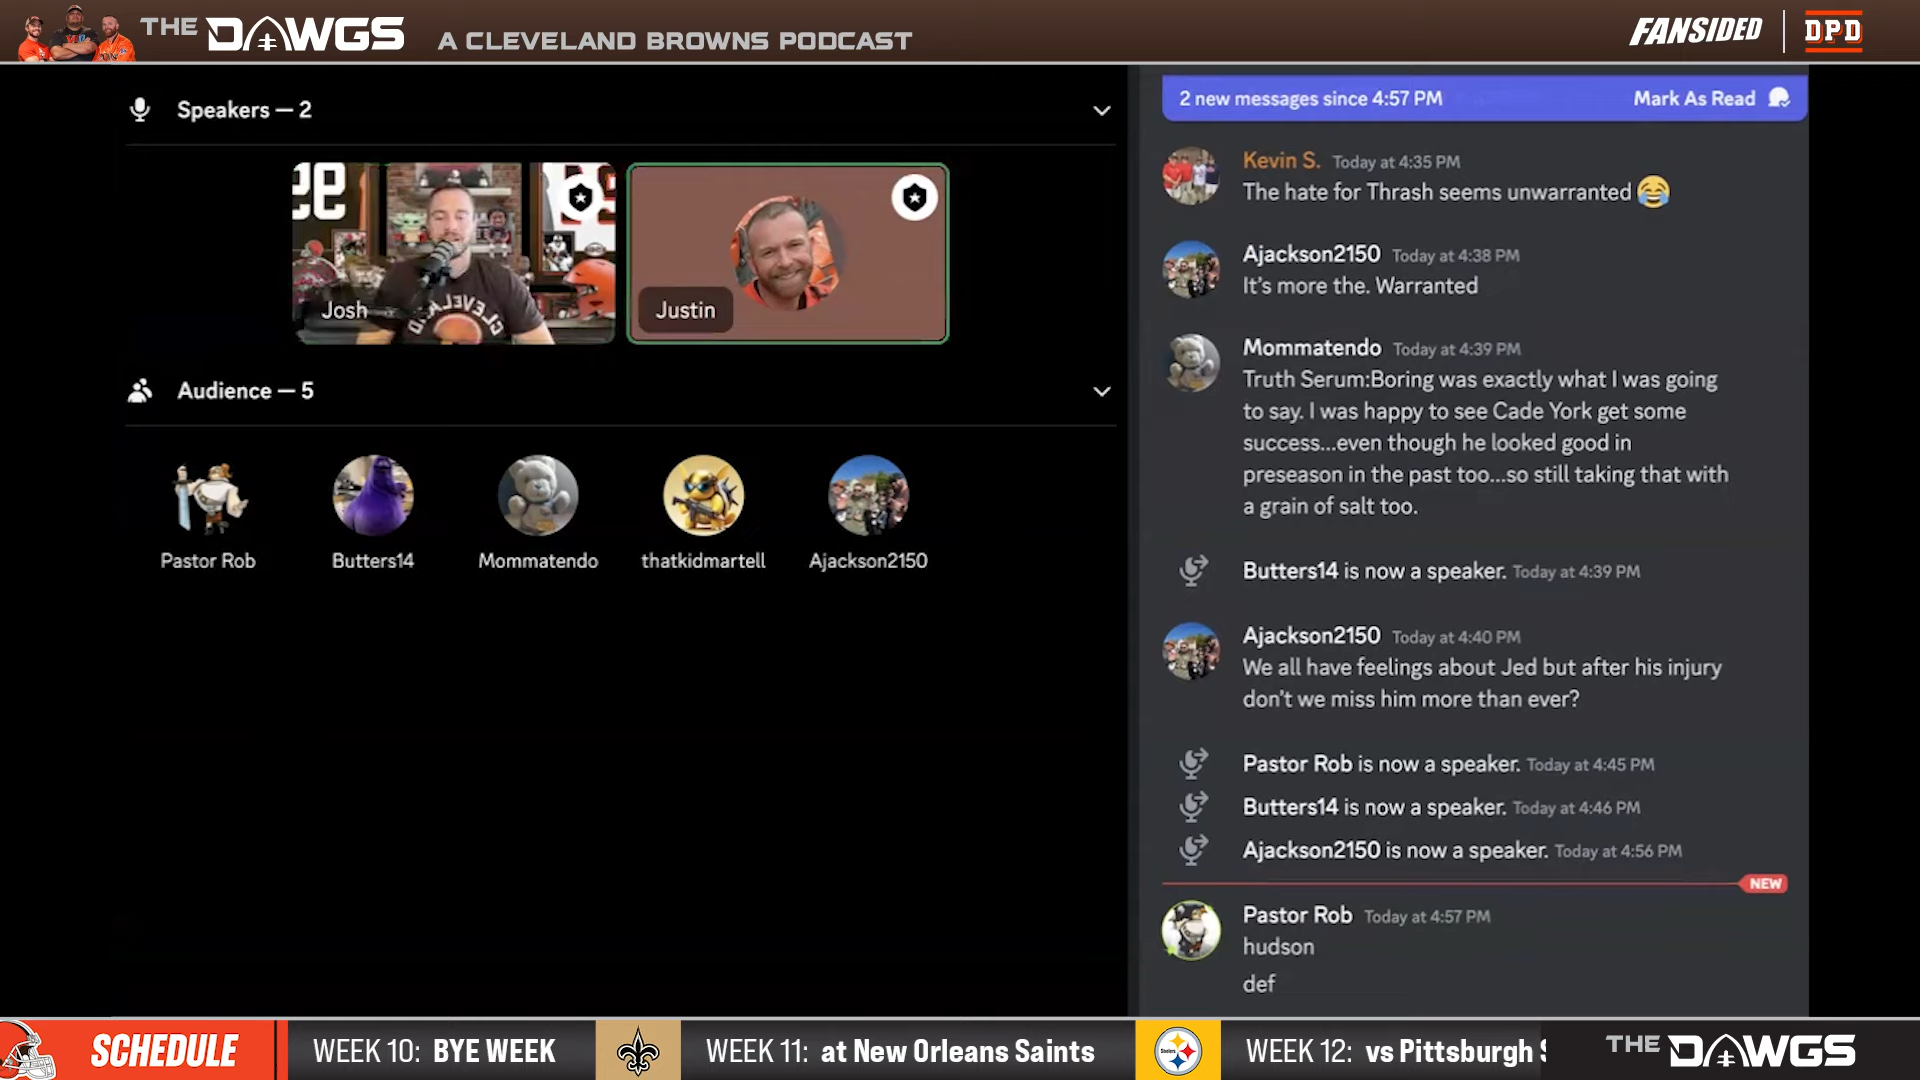 THE DAWGS A CLEVELAND BROWNS PODCAST
FANSIDED DPD
Speakers — 2
Josh
Justin
Audience — 5
Pastor Rob
Butters14
Mommatendo
thatkidmartell
Ajackson2150
2 new messages since 4:57 PM Mark As Read
Kevin S. Today at 4:35 PM
The hate for Thrash seems unwarranted 😂
Ajackson2150 Today at 4:38 PM
It's more the. Warranted
Mommatendo Today at 4:39 PM
Truth Serum:Boring was exactly what I was going
to say. I was happy to see Cade York get some
success...even though he looked good in
preseason in the past too...so still taking that with
a grain of salt too.
Butters14 is now a speaker. Today at 4:39 PM
Ajackson2150 Today at 4:40 PM
We all have feelings about Jed but after his injury
don't we miss him more than ever?
Pastor Rob is now a speaker. Today at 4:45 PM
Butters14 is now a speaker. Today at 4:46 PM
Ajackson2150 is now a speaker. Today at 4:56 PM
NEW
Pastor Rob Today at 4:57 PM
hudson
def
SCHEDULE WEEK 10: BYE WEEK WEEK 11: at New Orleans Saints Steelers WEEK 12: vs Pittsburgh S THE DAWGS